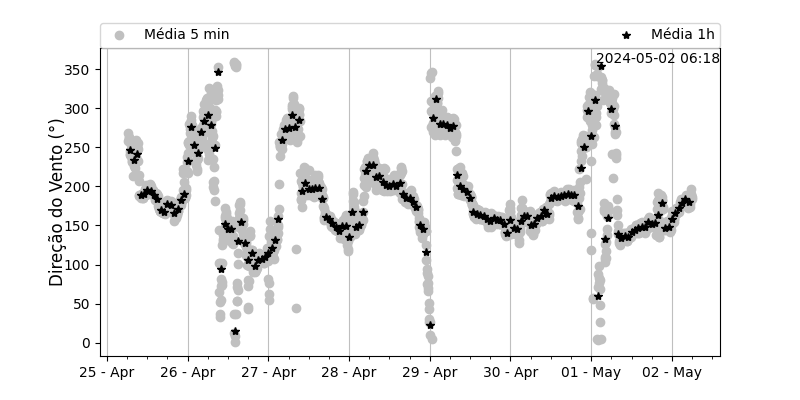 Média 5 min
Média 1h
2024-05-02 06:18
Direção do Vento (°)
350
300
250
200
150
100
50
0
25 - Apr
26 - Apr
27 - Apr
28 - Apr
29 - Apr
30 - Apr
01 - May
02 - May